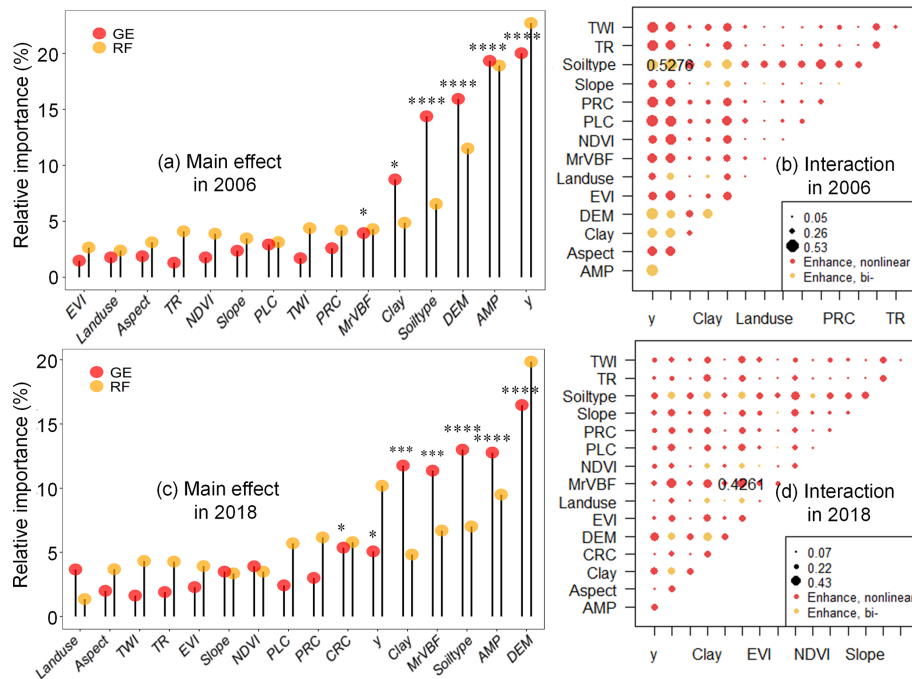 Relative importance (%)
20
15
10
5
0
GE
RF
(a) Main effect
in 2006
*
*
****
****
****
****
EVI
Landuse
Aspect
TR
NDVI
Slope
PLC
TWI
PRC
MrVBF
Clay
Soiltype
DEM
AMP
y
TWI
TR
Soiltype
Slope
PRC
PLC
NDVI
MrVBF
Landuse
EVI
DEM
Clay
Aspect
AMP
0.5276
(b) Interaction
in 2006
0.05
0.26
0.53
Enhance, nonlinear
Enhance, bi-
y Clay Landuse PRC TR
Relative importance (%)
20
15
10
5
0
GE
RF
(c) Main effect
in 2018
*
*
***
***
****
****
****
Landuse
Aspect
TWI
TR
EVI
Slope
NDVI
PLC
PRC
CRC
y
Clay
MrVBF
Soiltype
AMP
DEM
TWI
TR
Soiltype
Slope
PRC
PLC
NDVI
MrVBF
Landuse
EVI
DEM
CRC
Clay
Aspect
AMP
0.4261
(d) Interaction
in 2018
0.07
0.22
0.43
Enhance, nonlinear
Enhance, bi-
y Clay EVI NDVI Slope